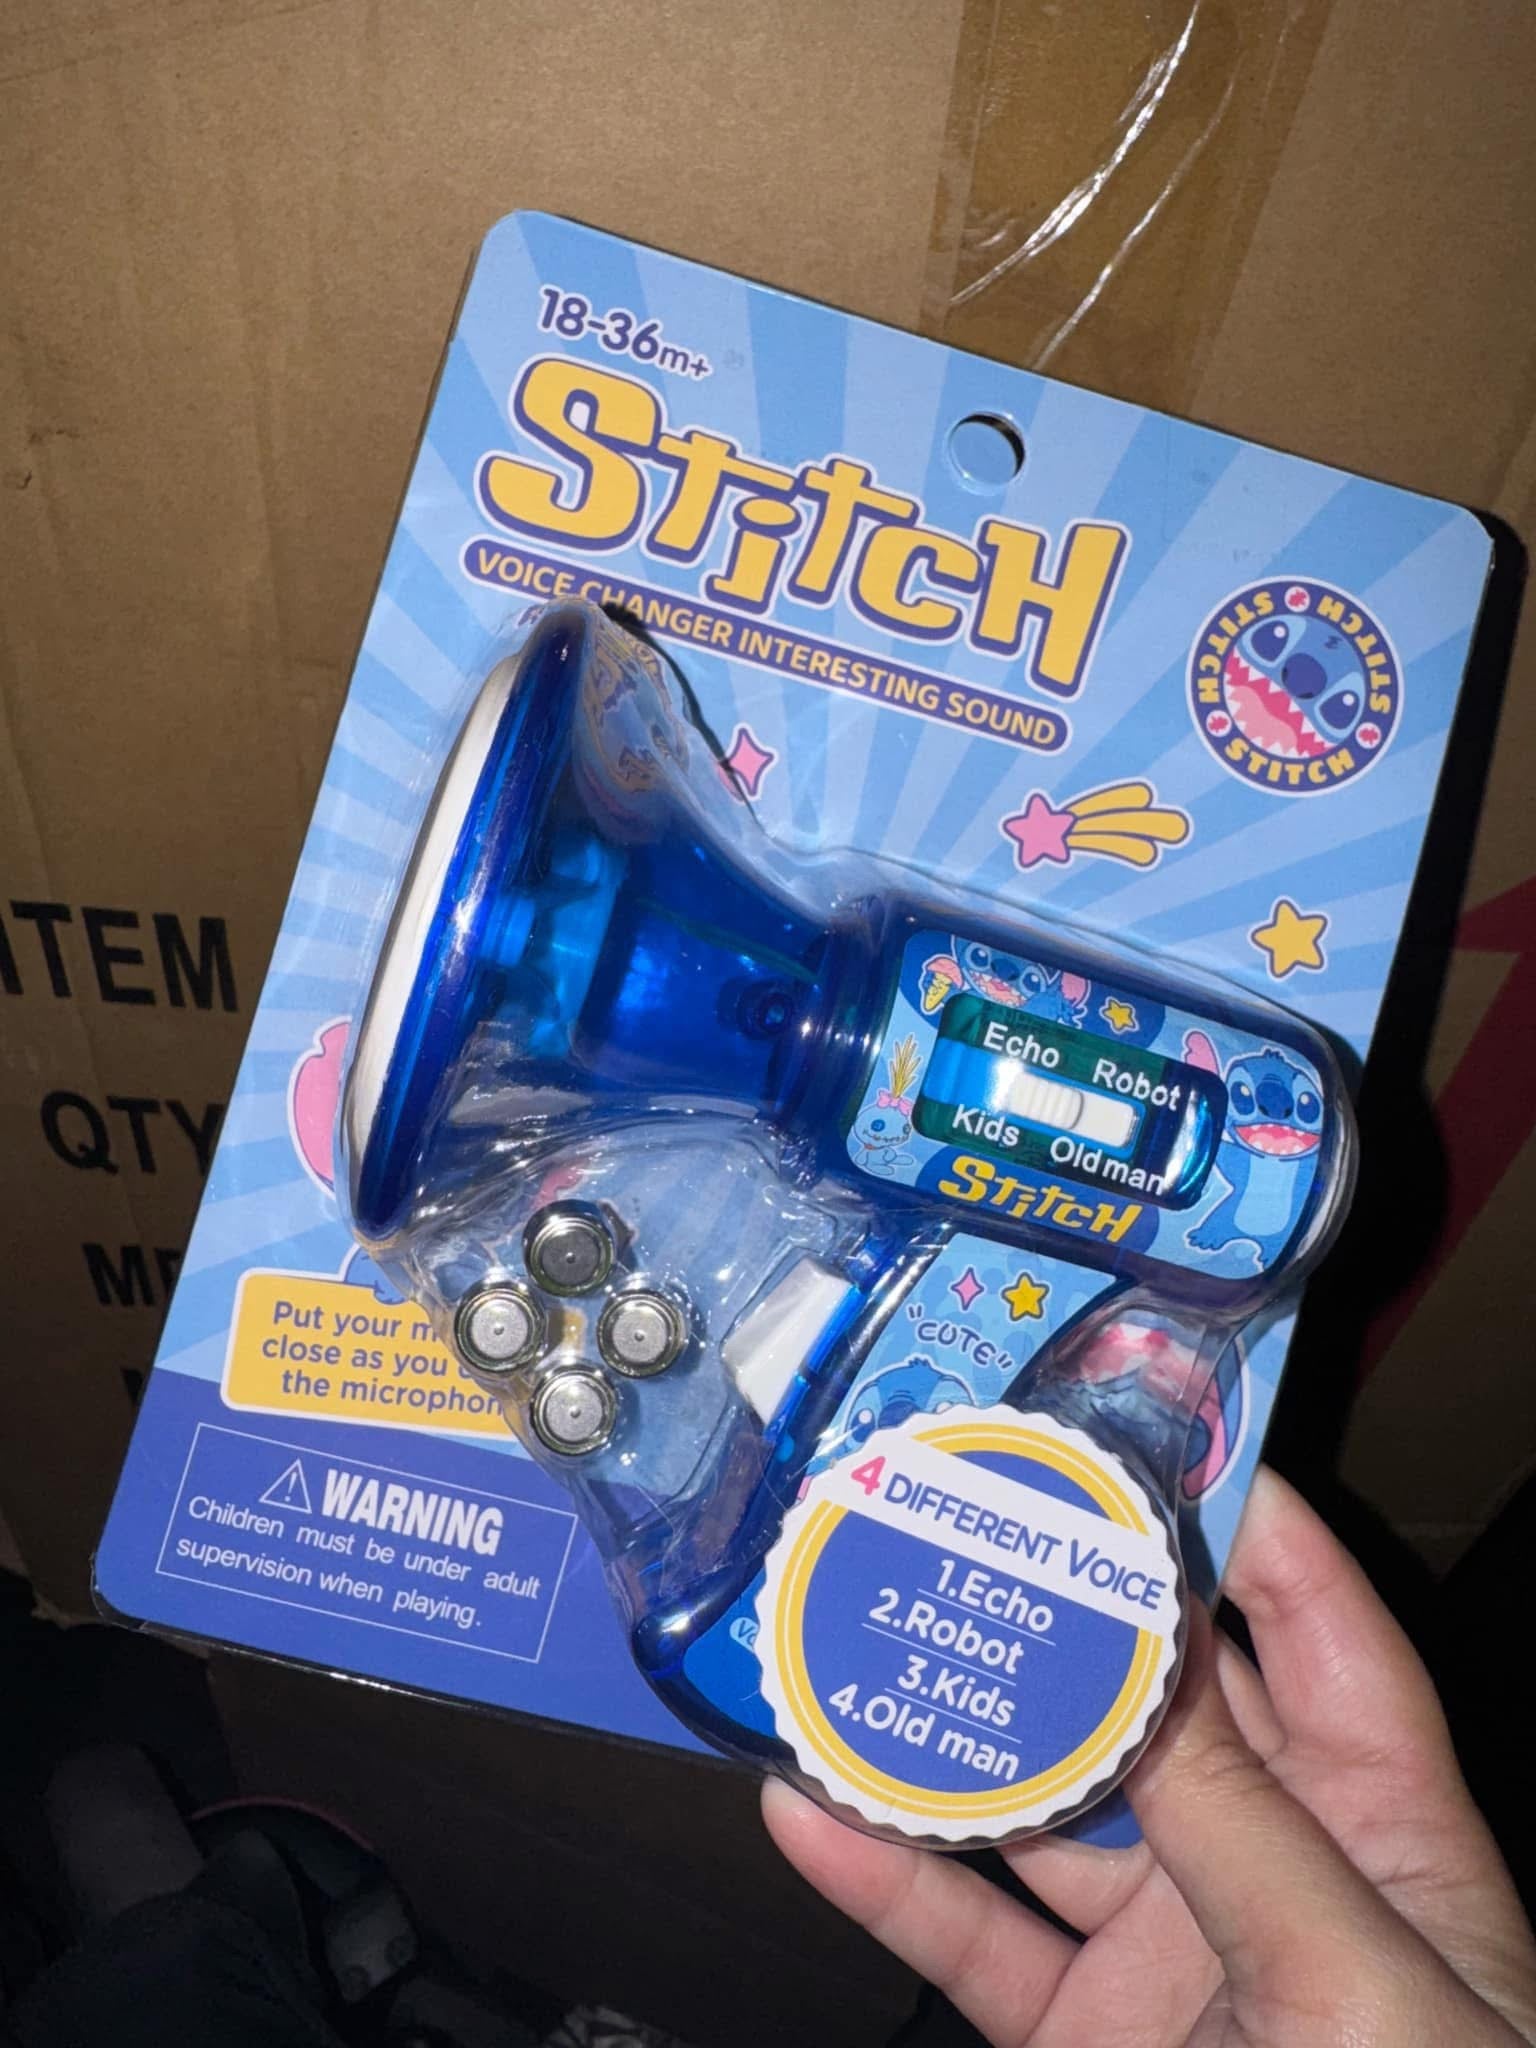 18-36m+
Stitch
VOICE CHANGER INTERESTING SOUND
STITCH STITCH STITCH
ITEM
QTY
Echo Robot
Kids Old man
Stitch
"CUTE"
Put your
close as you
the
WARNING
Children must be under adult
supervision when playing.
4 DIFFERENT VOICE
1.Echo
2.Robot
3.Kids
4.Old man